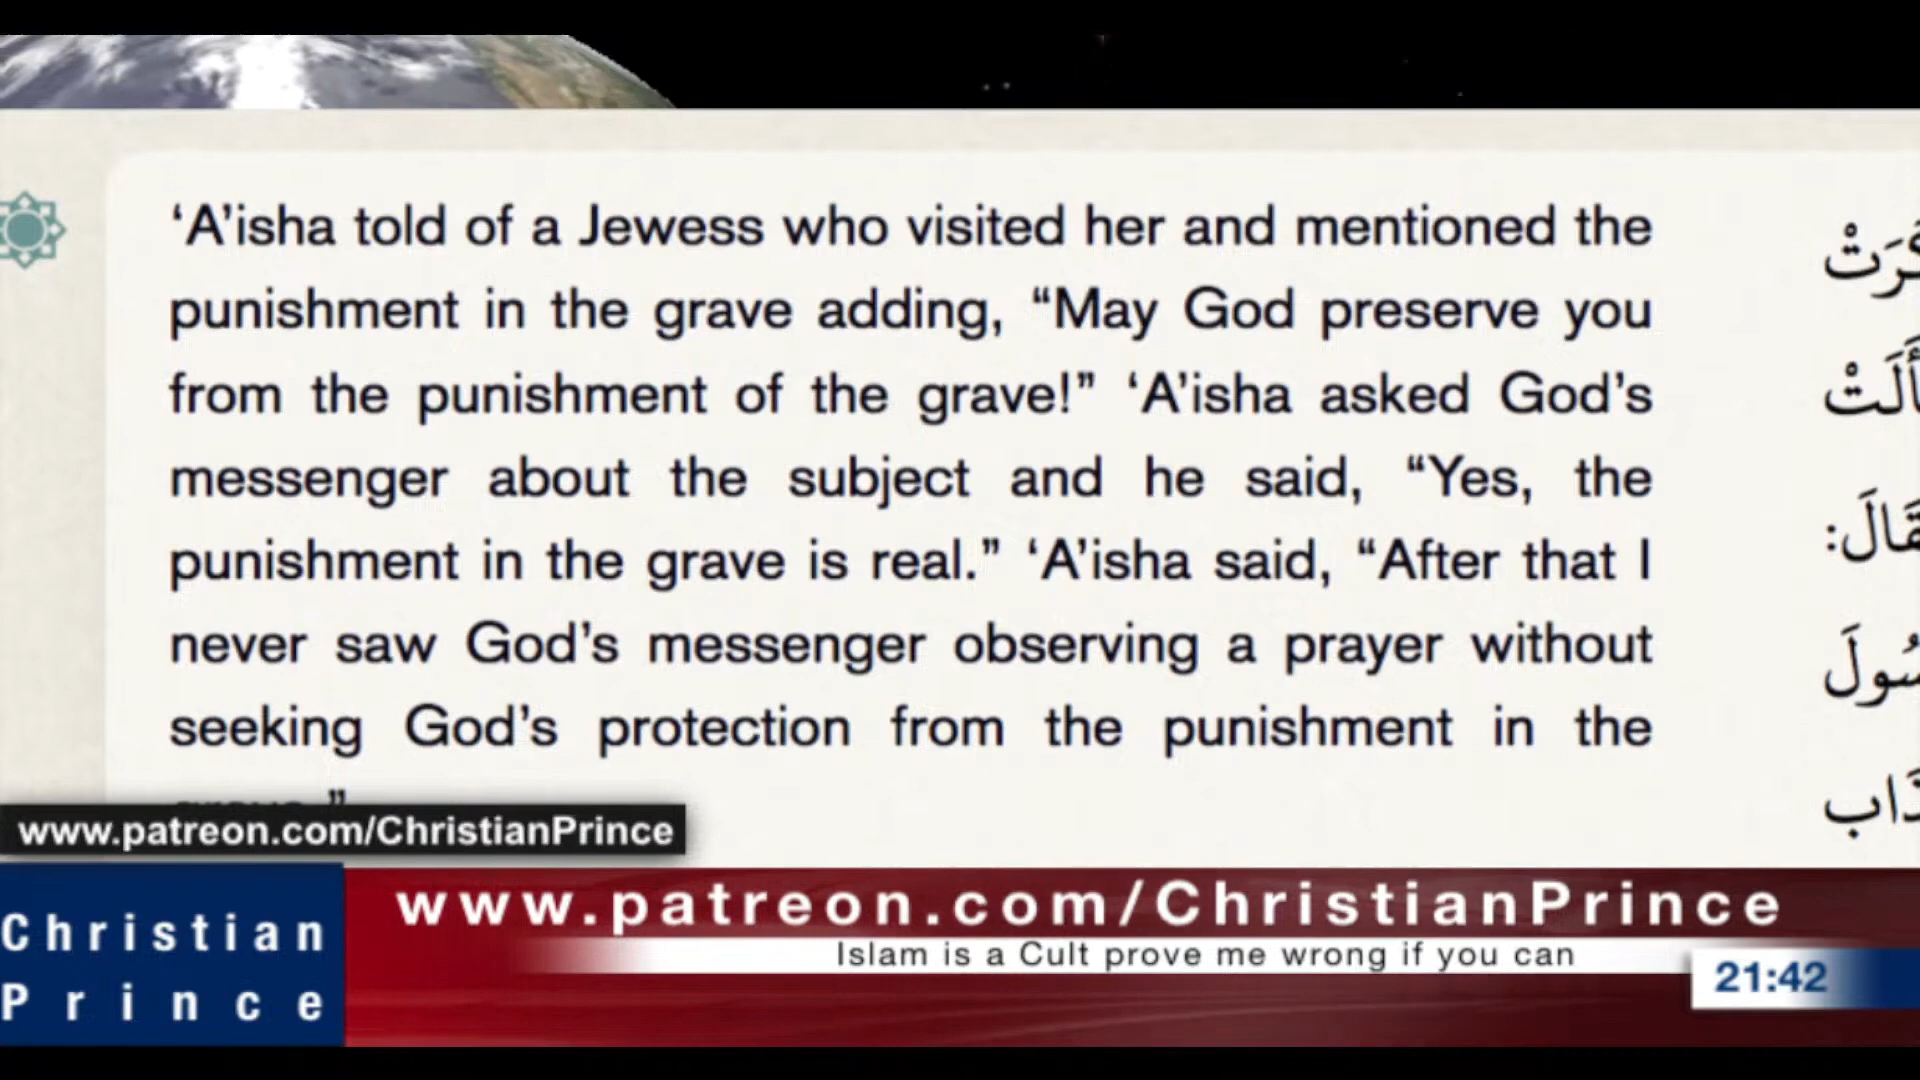 ‘A’isha told of a Jewess who visited her and mentioned the
punishment in the grave adding, “May God preserve you
from the punishment of the grave!” ‘A’isha asked God’s
messenger about the subject and he said, “Yes, the
punishment in the grave is real.” ‘A’isha said, “After that I
never saw God’s messenger observing a prayer without
seeking God’s protection from the punishment in the
www.patreon.com/ChristianPrince
Christian
Prince
www.patreon.com/ChristianPrince
Islam is a Cult prove me wrong if you can
21:42